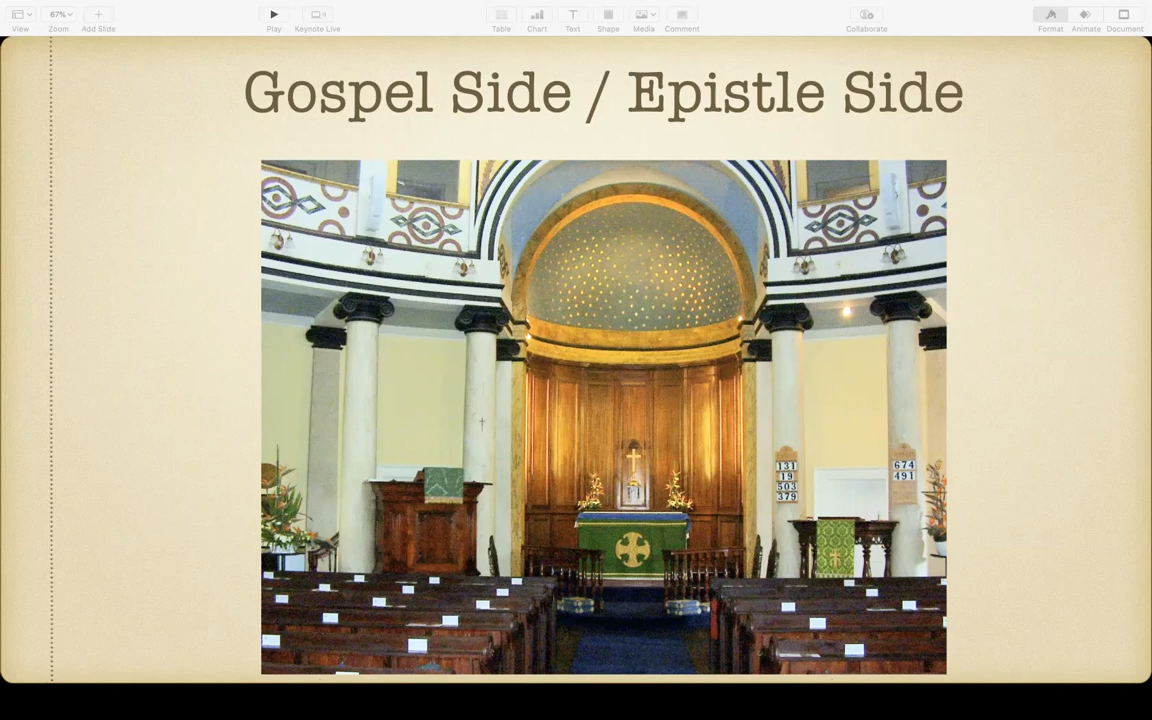 67%
View
Zoom
Add Slide
Play
Keynote Live
Table
Chart
Text
Shape
Media
Comment
Collaborate
Format
Animate
Document
Gospel Side / Epistle Side
131
19
503
379
674
491